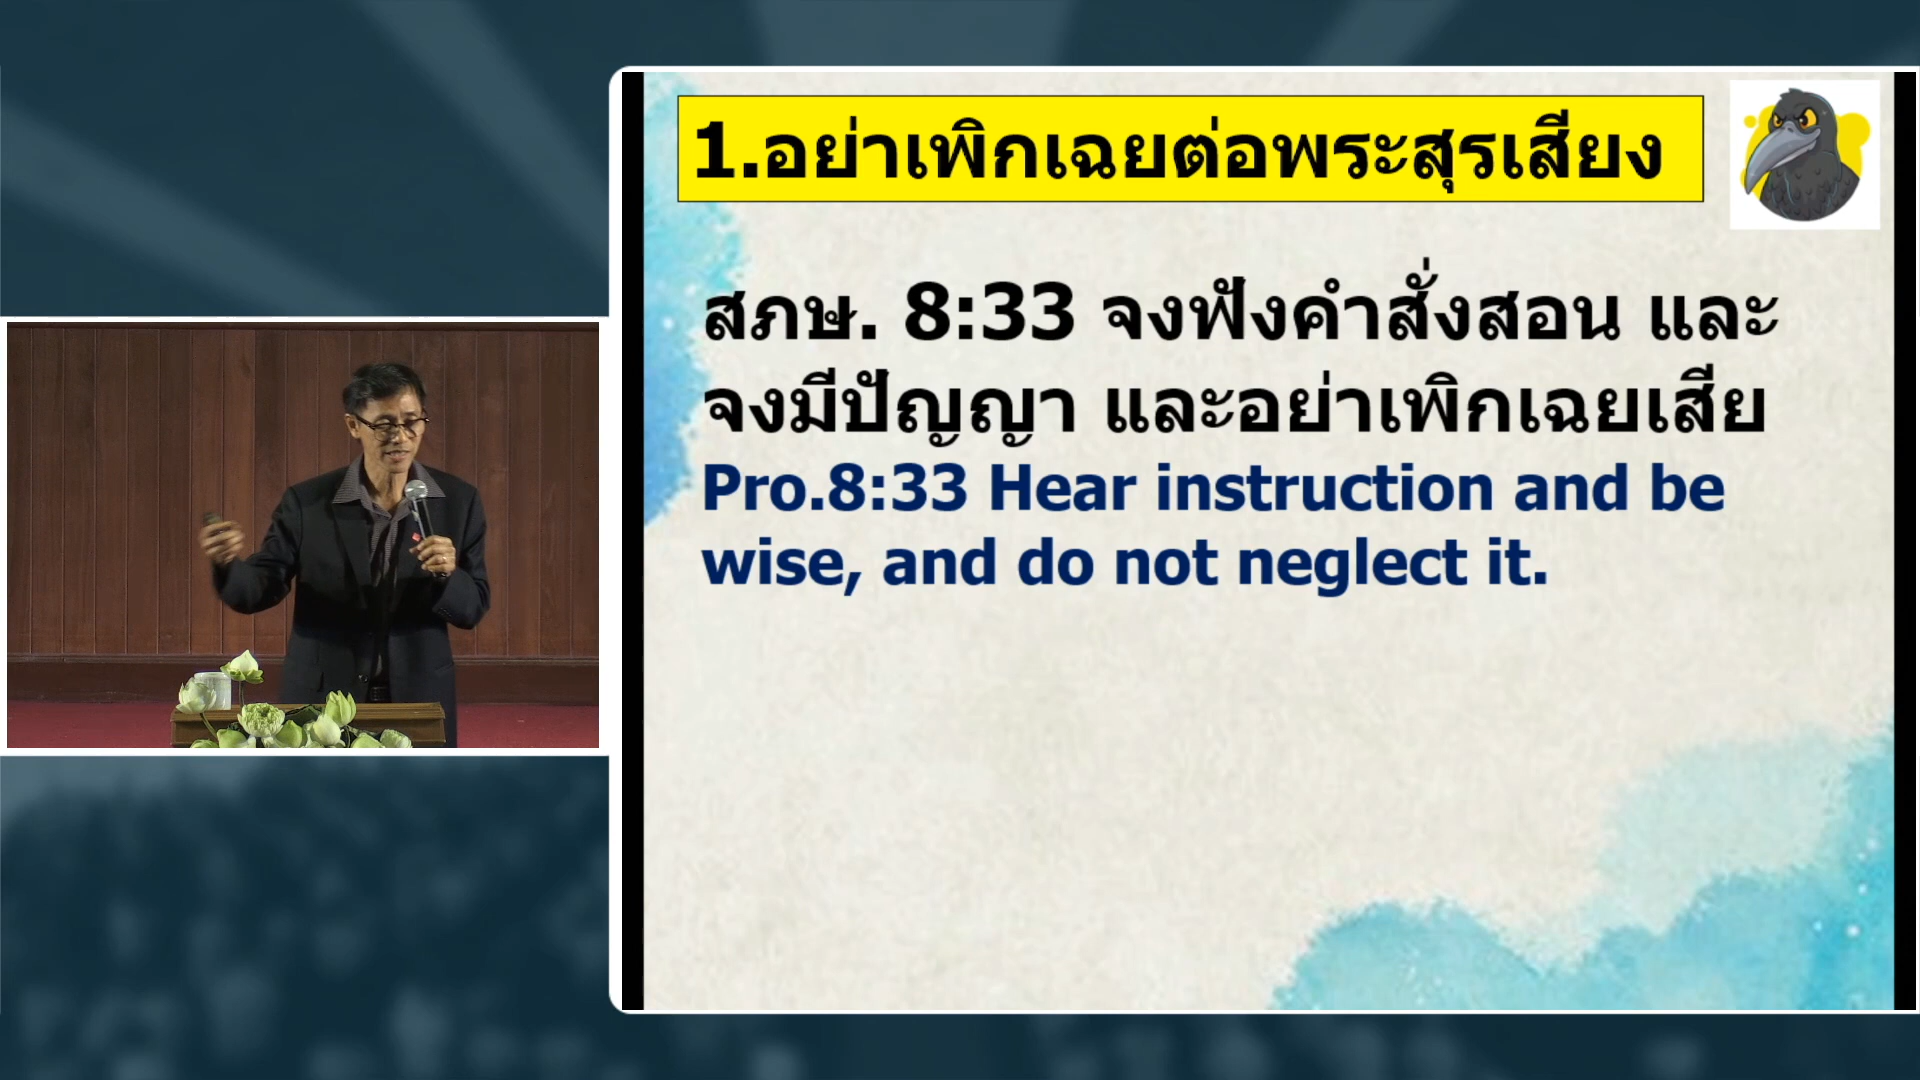 1.อย่าเพิกเฉยต่อพระสุรเสียง
สภษ. 8:33 จงฟังคำสั่งสอน และ
จงมีปัญญา และอย่าเพิกเฉยเสีย
Pro.8:33 Hear instruction and be
wise, and do not neglect it.